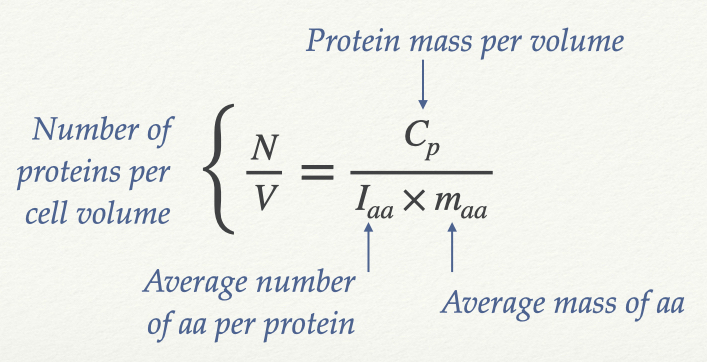 Protein mass per volume
Number of
proteins per
cell volume
N/V = C_p / (I_aa × m_aa)
Average number
of aa per protein
Average mass of aa